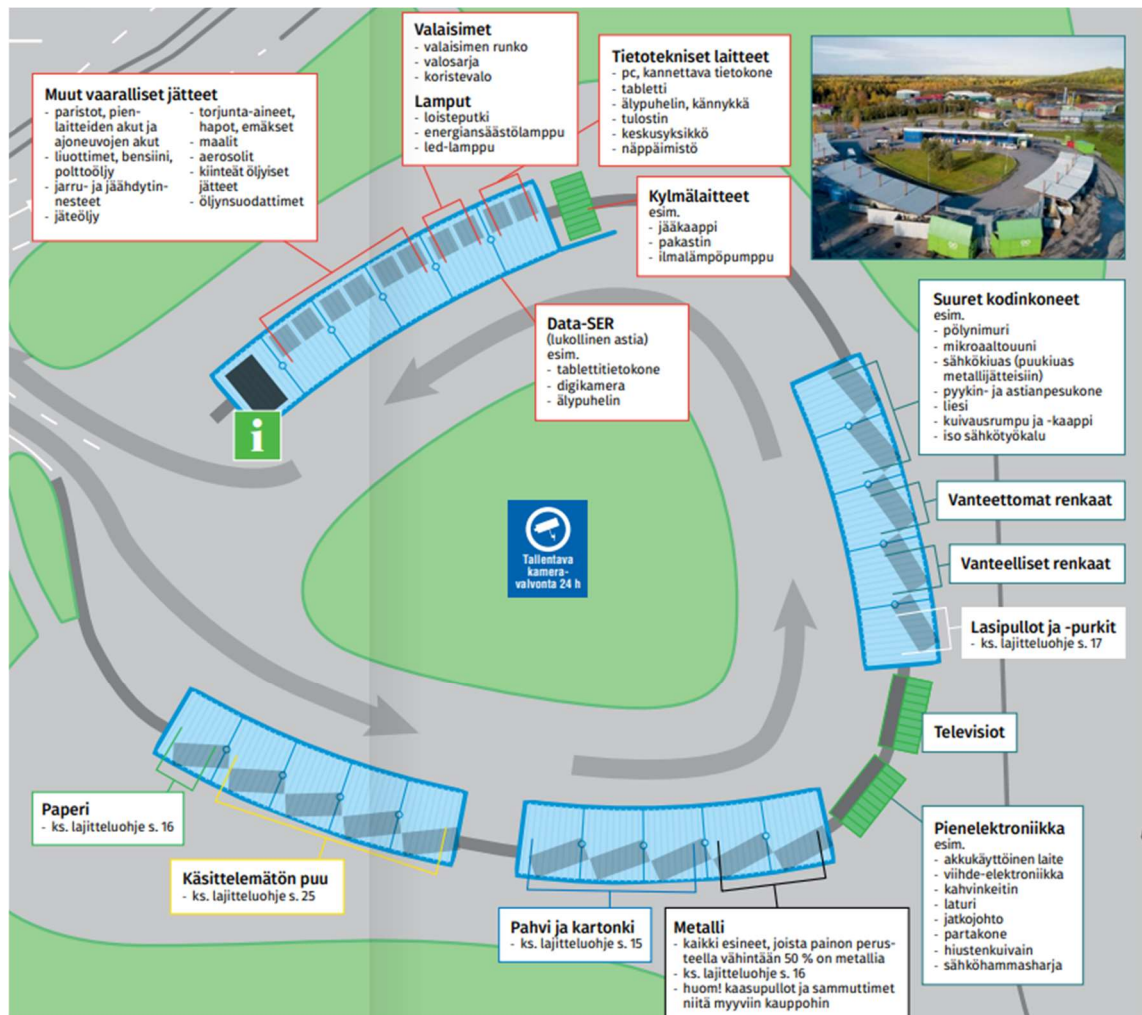 Muut vaaralliset jätteet
- paristot, pien-
laitteiden akut ja
ajoneuvojen akut
- liuottimet, bensiini,
polttoöljy
- jarru- ja jäähdytin-
nesteet
- jäteöljy
- torjunta-aineet,
hapot, emäkset
- maalit
- aerosolit
- kiinteät öljyiset
jätteet
- öljynsuodattimet
Valaisimet
- valaisimen runko
- valosarja
- koristevalo
Lamput
- loisteputki
- energiansäästölamppu
- led-lamppu
Tietotekniset laitteet
- pc, kannettava tietokone
- tabletti
- älypuhelin, kännykkä
- tulostin
- keskusyksikkö
- näppäimistö
Kylmälaitteet
esim.
- jääkaappi
- pakastin
- ilmalämpöpumppu
Data-SER
(lukollinen astia)
esim.
- tablettitietokone
- digikamera
- älypuhelin
Suuret kodinkoneet
esim.
- pölynimuri
- mikroaaltouuni
- sähkökiuas (puukiuas
metallijätteisiin)
- pyykin- ja astianpesukone
- liesi
- kuivausrumpu ja -kaappi
- iso sähkötyökalu
i
Vanteettomat renkaat
Tallentava
kamera-
valvonta 24 h
Vanteelliset renkaat
Lasipullot ja -purkit
- ks. lajitteluohje s. 17
Televisiot
Paperi
- ks. lajitteluohje s. 16
Käsittelemätön puu
- ks. lajitteluohje s. 25
Pahvi ja kartonki
- ks. lajitteluohje s. 15
Metalli
- kaikki esineet, joista painon perus-
teella vähintään 50 % on metallia
- ks. lajitteluohje s. 16
- huom! kaasupullot ja sammuttimet
niitä myyviin kauppohin
Pienelektroniikka
esim.
- akkukäyttöinen laite
- viihde-elektroniikka
- kahvinkeitin
- laturi
- jatkojohto
- partakone
- hiustenkuivain
- sähköhammasharja